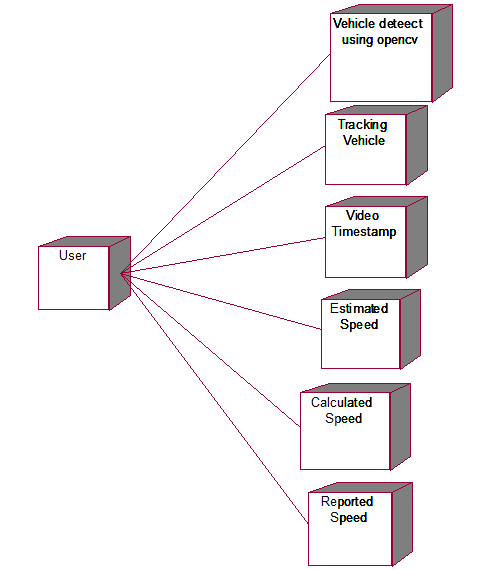 Vehicle deteect
using opencv
Tracking
Vehicle
Video
Timestamp
User
Estimated
Speed
Calculated
Speed
Reported
Speed